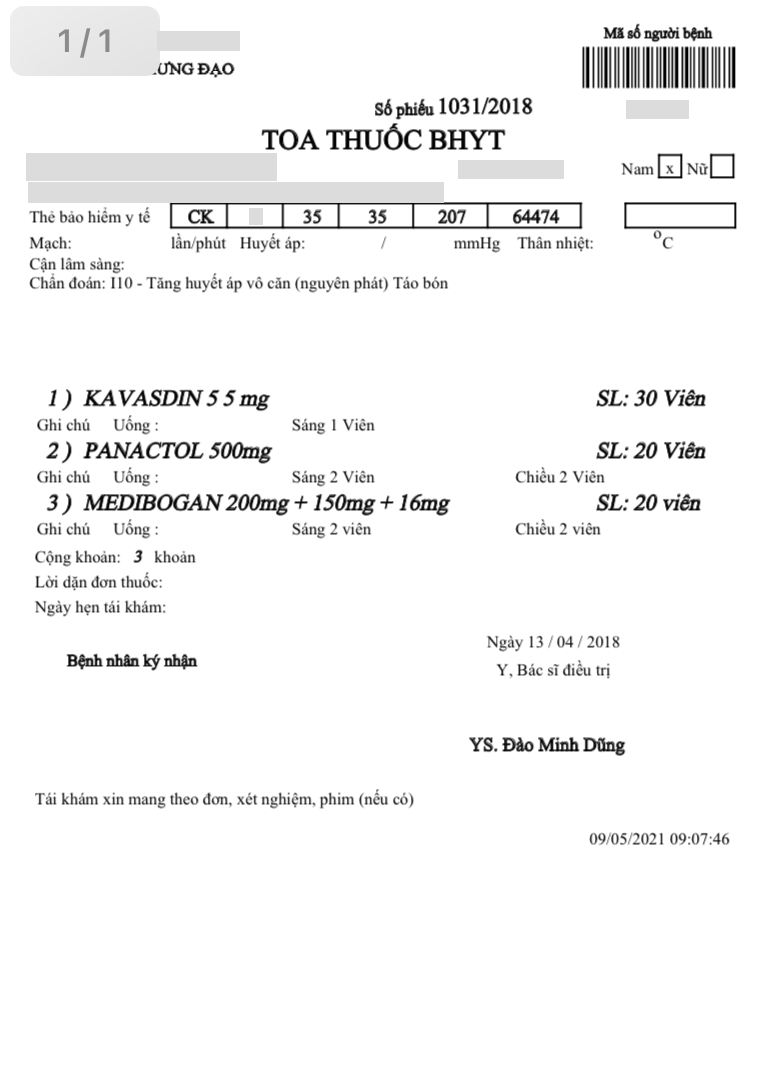 1/1
Mã số người bệnh
ƯNG ĐẠO
Số phiếu 1031/2018
TOA THUỐC BHYT
Nam x Nữ
Thẻ bảo hiểm y tế CK 35 35 207 64474
Mạch: lần/phút Huyết áp: / mmHg Thân nhiệt: °C
Cận lâm sàng:
Chẩn đoán: I10 - Tăng huyết áp vô căn (nguyên phát) Táo bón
1 ) KAVASDIN 5 5 mg SL: 30 Viên
Ghi chú Uống : Sáng 1 Viên
2 ) PANACTOL 500mg SL: 20 Viên
Ghi chú Uống : Sáng 2 Viên Chiều 2 Viên
3 ) MEDIBOGAN 200mg + 150mg + 16mg SL: 20 viên
Ghi chú Uống : Sáng 2 viên Chiều 2 viên
Cộng khoản: 3 khoản
Lời dặn đơn thuốc:
Ngày hẹn tái khám:
Ngày 13 / 04 / 2018
Bệnh nhân ký nhận
Y, Bác sĩ điều trị
YS. Đào Minh Dũng
Tái khám xin mang theo đơn, xét nghiệm, phim (nếu có)
09/05/2021 09:07:46